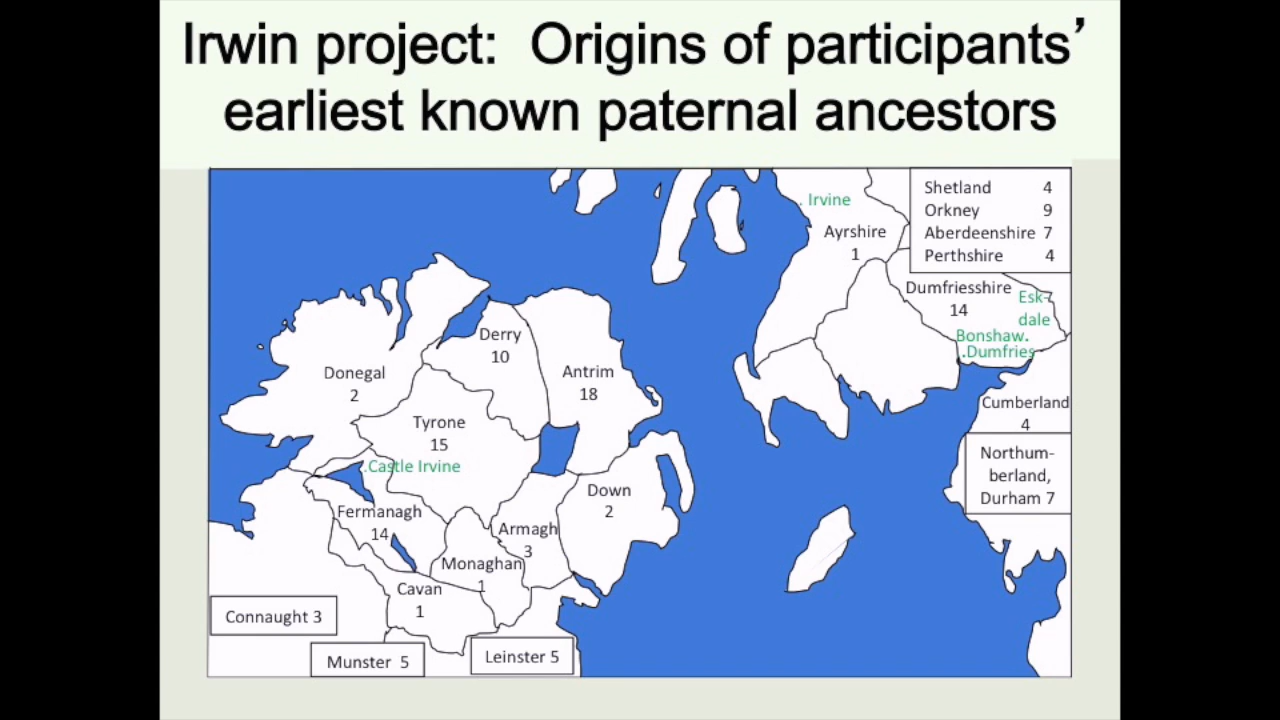 Irwin project:  Origins of participants’
earliest known paternal ancestors
Shetland 4
Orkney 9
Aberdeenshire 7
Perthshire 4
. Irvine
Ayrshire
1
Dumfriesshire
14
Esk-
dale
Bonshaw.
.Dumfries
Derry
10
Donegal
2
Antrim
18
Cumberland
4
Tyrone
15
.Castle Irvine
Northum-
berland,
Durham 7
Down
2
Fermanagh
14
Armagh
3
Monaghan
1
Cavan
1
Connaught 3
Munster 5
Leinster 5